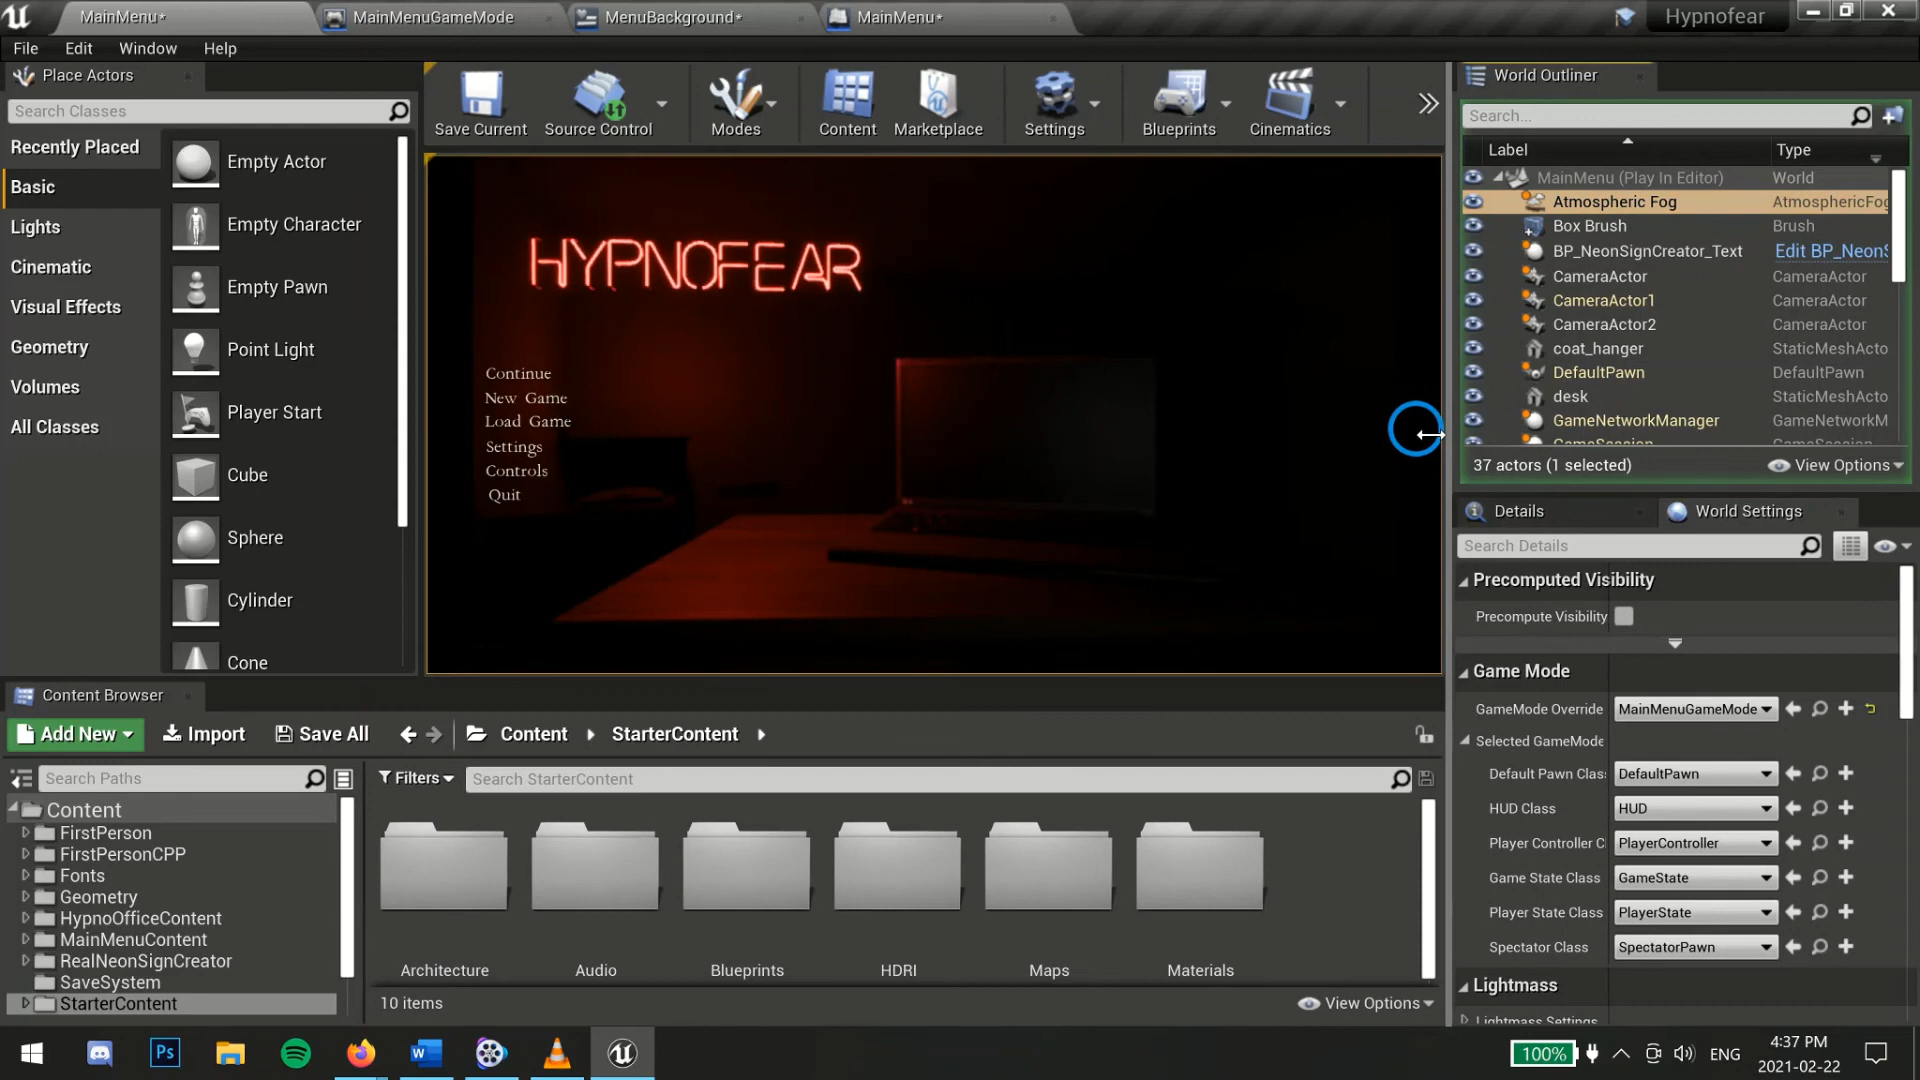 MainMenu*
MainMenuGameMode
MenuBackground*
MainMenu*
Hypnofear
File
Edit
Window
Help
Place Actors
Search Classes
Recently Placed
Basic
Lights
Cinematic
Visual Effects
Geometry
Volumes
All Classes
Empty Actor
Empty Character
Empty Pawn
Point Light
Player Start
Cube
Sphere
Cylinder
Cone
Save Current
Source Control
Modes
Content
Marketplace
Settings
Blueprints
Cinematics
HYPNOFEAR
Continue
New Game
Load Game
Settings
Controls
Quit
World Outliner
Search...
Label
Type
MainMenu (Play In Editor)
World
Atmospheric Fog
AtmosphericFog
Box Brush
Brush
BP_NeonSignCreator_Text
Edit BP_NeonS
CameraActor
CameraActor
CameraActor1
CameraActor
CameraActor2
CameraActor
coat_hanger
StaticMeshActo
DefaultPawn
DefaultPawn
desk
StaticMeshActo
GameNetworkManager
GameNetworkM
37 actors (1 selected)
View Options
Details
World Settings
Search Details
Precomputed Visibility
Precompute Visibility
Game Mode
GameMode Override
MainMenuGameMode
Selected GameMode
Default Pawn Clas
DefaultPawn
HUD Class
HUD
Player Controller C
PlayerController
Game State Class
GameState
Player State Class
PlayerState
Spectator Class
SpectatorPawn
Lightmass
Lightmass Settings
Content Browser
Add New
Import
Save All
Content
StarterContent
Search Paths
Filters
Search StarterContent
Content
FirstPerson
FirstPersonCPP
Fonts
Geometry
HypnoOfficeContent
MainMenuContent
RealNeonSignCreator
SaveSystem
StarterContent
Architecture
Audio
Blueprints
HDRI
Maps
Materials
10 items
View Options
Ps
W
100%
ENG
4:37 PM
2021-02-22